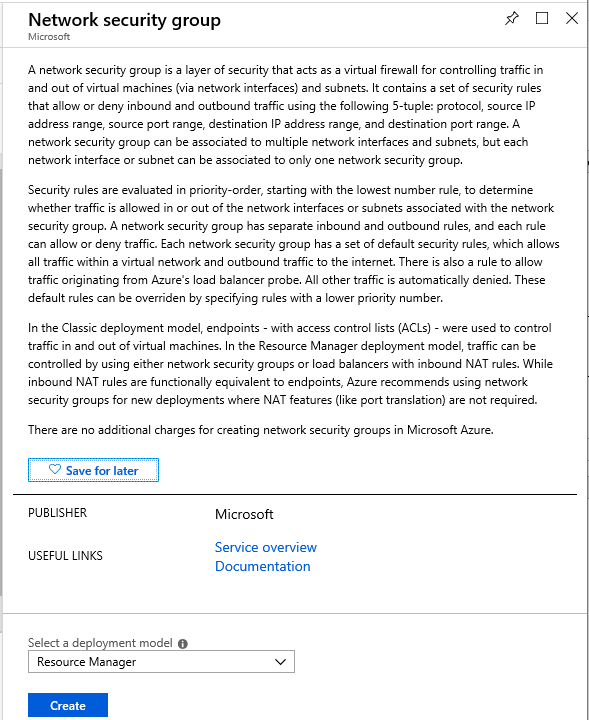 Network security group
Microsoft
A network security group is a layer of security that acts as a virtual firewall for controlling traffic in
and out of virtual machines (via network interfaces) and subnets. It contains a set of security rules
that allow or deny inbound and outbound traffic using the following 5-tuple: protocol, source IP
address range, source port range, destination IP address range, and destination port range. A
network security group can be associated to multiple network interfaces and subnets, but each
network interface or subnet can be associated to only one network security group.
Security rules are evaluated in priority-order, starting with the lowest number rule, to determine
whether traffic is allowed in or out of the network interfaces or subnets associated with the network
security group. A network security group has separate inbound and outbound rules, and each rule
can allow or deny traffic. Each network security group has a set of default security rules, which allows
all traffic within a virtual network and outbound traffic to the internet. There is also a rule to allow
traffic originating from Azure's load balancer probe. All other traffic is automatically denied. These
default rules can be overriden by specifying rules with a lower priority number.
In the Classic deployment model, endpoints - with access control lists (ACLs) - were used to control
traffic in and out of virtual machines. In the Resource Manager deployment model, traffic can be
controlled by using either network security groups or load balancers with inbound NAT rules. While
inbound NAT rules are functionally equivalent to endpoints, Azure recommends using network
security groups for new deployments where NAT features (like port translation) are not required.
There are no additional charges for creating network security groups in Microsoft Azure.
Save for later
PUBLISHER Microsoft
USEFUL LINKS Service overview
Documentation
Select a deployment model
Resource Manager
Create